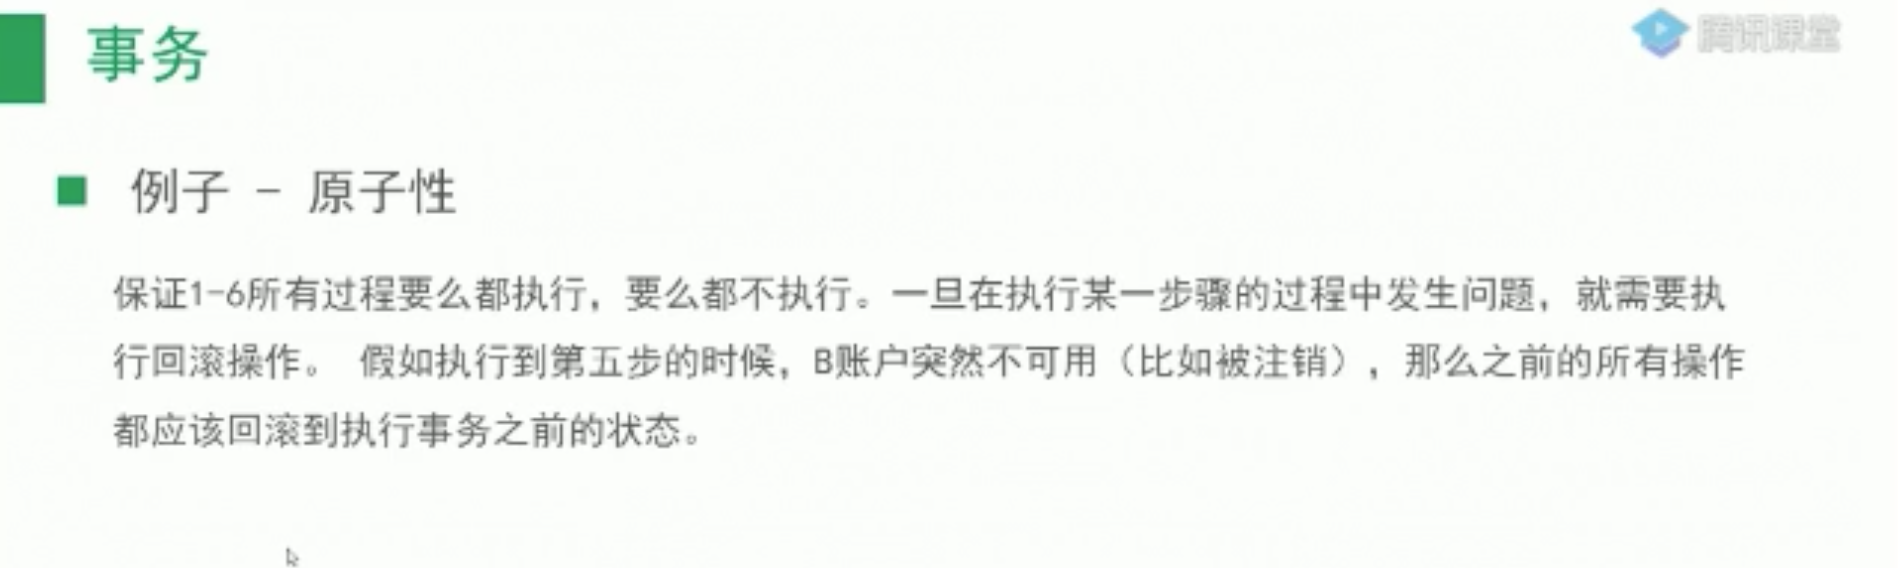 事务
腾讯课堂
例子 - 原子性
保证1-6所有过程要么都执行，要么都不执行。一旦在执行某一步骤的过程中发生问题，就需要执
行回滚操作。 假如执行到第五步的时候，B账户突然不可用（比如被注销），那么之前的所有操作
都应该回滚到执行事务之前的状态。